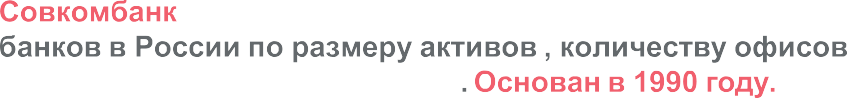 Совкомбанк
банков в России по размеру активов , количеству офисов
. Основан в 1990 году.